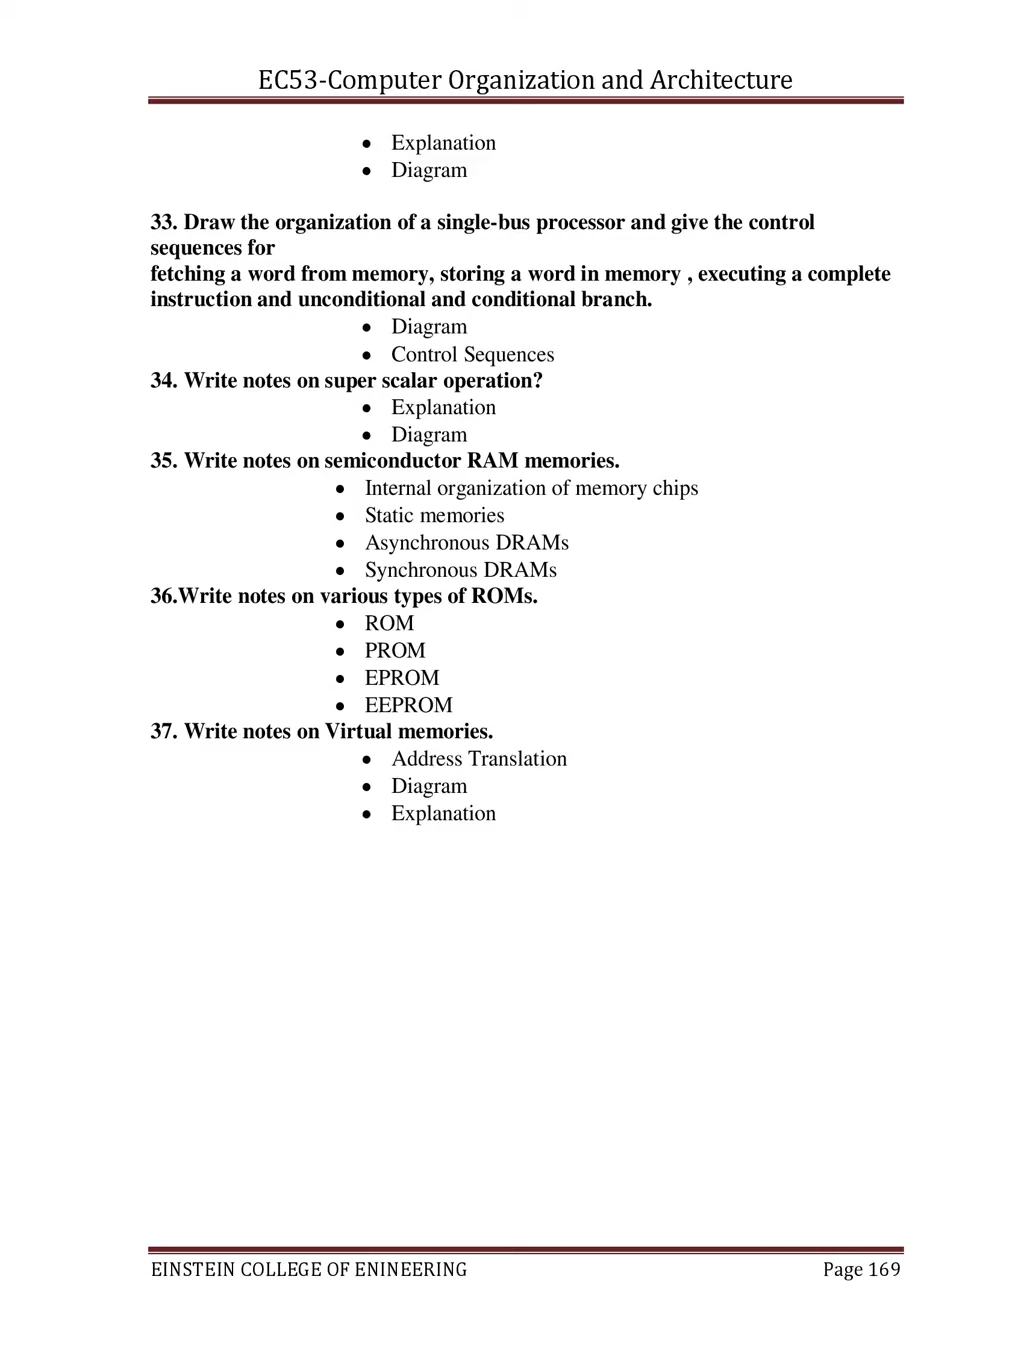 EC53-Computer Organization and Architecture
• Explanation
• Diagram
33. Draw the organization of a single-bus processor and give the control
sequences for
fetching a word from memory, storing a word in memory , executing a complete
instruction and unconditional and conditional branch.
• Diagram
• Control Sequences
34. Write notes on super scalar operation?
• Explanation
• Diagram
35. Write notes on semiconductor RAM memories.
• Internal organization of memory chips
• Static memories
• Asynchronous DRAMs
• Synchronous DRAMs
36.Write notes on various types of ROMs.
• ROM
• PROM
• EPROM
• EEPROM
37. Write notes on Virtual memories.
• Address Translation
• Diagram
• Explanation
EINSTEIN COLLEGE OF ENINEERING Page 169